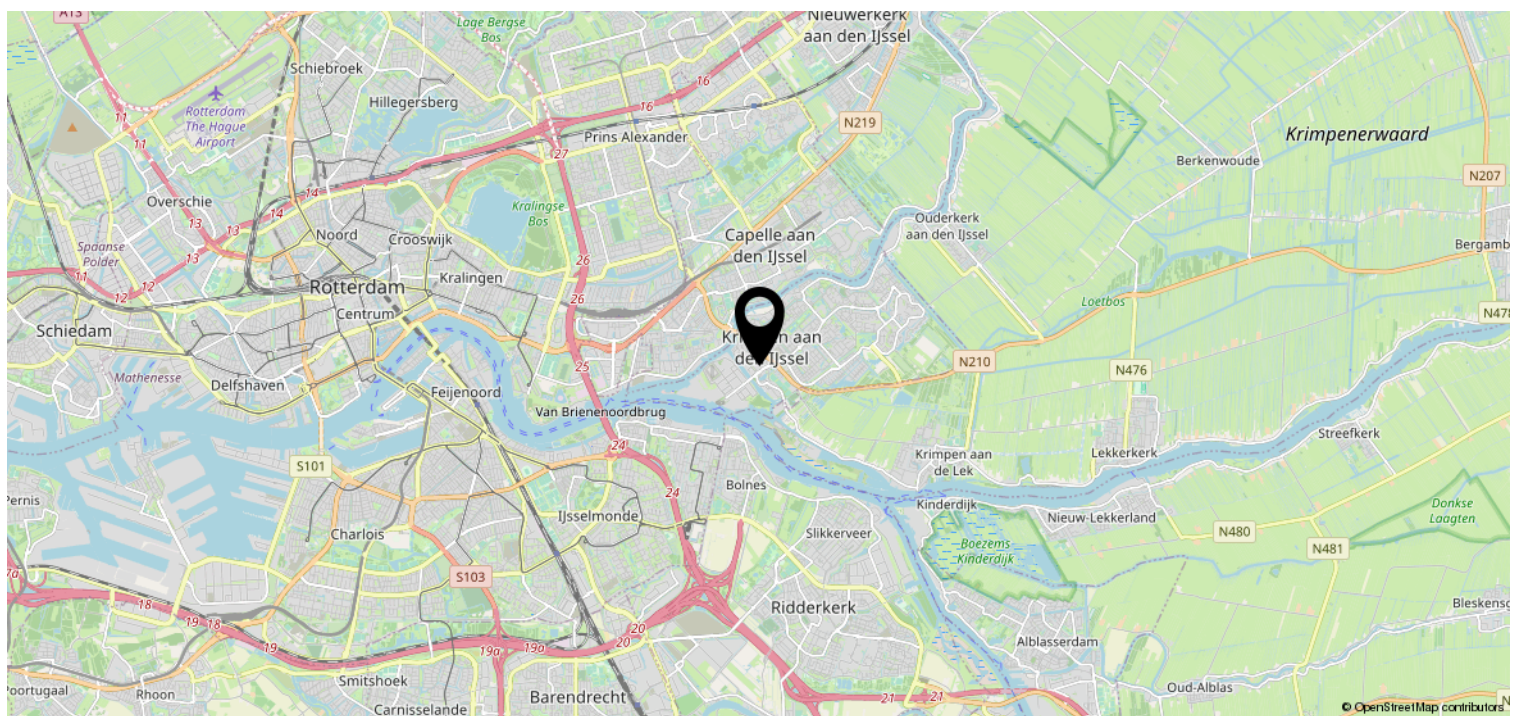 A13
Lage Bergse
Bos
Nieuwerkerk
aan den IJssel
Schiebroek
16
Hillegersberg
16
Rotterdam
The Hague
Airport
11
11
N219
Prins Alexander
27
Krimpenerwaard
Berkenwoude
N207
14
Overschie
Kralingse
Bos
14
13
13
13
Noord
Crooswijk
Ouderkerk
aan den IJssel
Capelle aan
den IJssel
Spaanse
Polder
Bergamb
26
11
12
12
Kralingen
Rotterdam
26
Loetbos
Centrum
N478
Schiedam
den IJssel
N210
25
N476
Mathenesse
Delfshaven
Feijenoord
Van Brienenoordbrug
Streefkerk
24
Krimpen aan
de Lek
Lekkerkerk
S101
Bolnes
24
Pernis
Kinderdijk
Donkse
Laagten
IJsselmonde
Nieuw-Lekkerland
Charlois
Slikkerveer
N480
N481
Boezems
Kinderdijk
17a
S103
18
19
18
Ridderkerk
Bleskensg
20
20
19
19a
19a
Alblasserdam
Smitshoek
Poortugaal
Rhoon
Barendrecht
21
21
Oud-Alblas
Carnisselande
N
© OpenStreetMap contributors